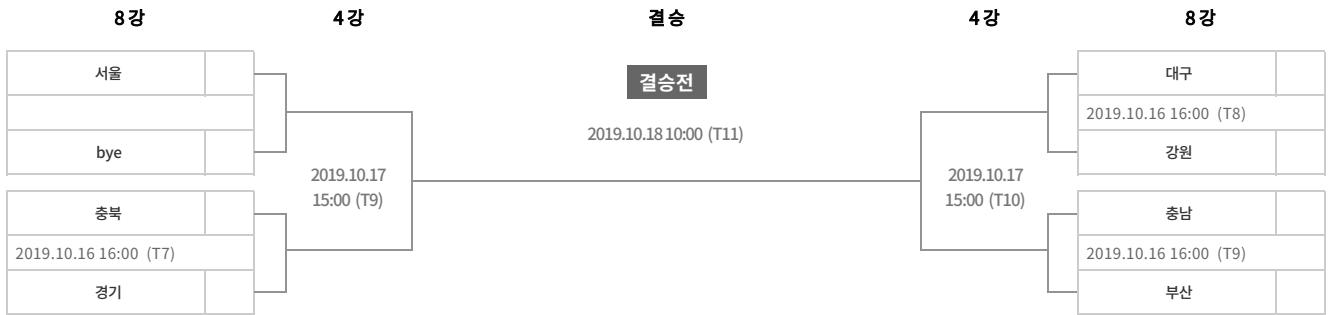 8강
4강
결승
4강
8강
서울
bye
충북
2019.10.16 16:00 (T7)
경기
2019.10.17
15:00 (T9)
결승전
2019.10.18 10:00 (T11)
2019.10.17
15:00 (T10)
대구
2019.10.16 16:00 (T8)
강원
충남
2019.10.16 16:00 (T9)
부산